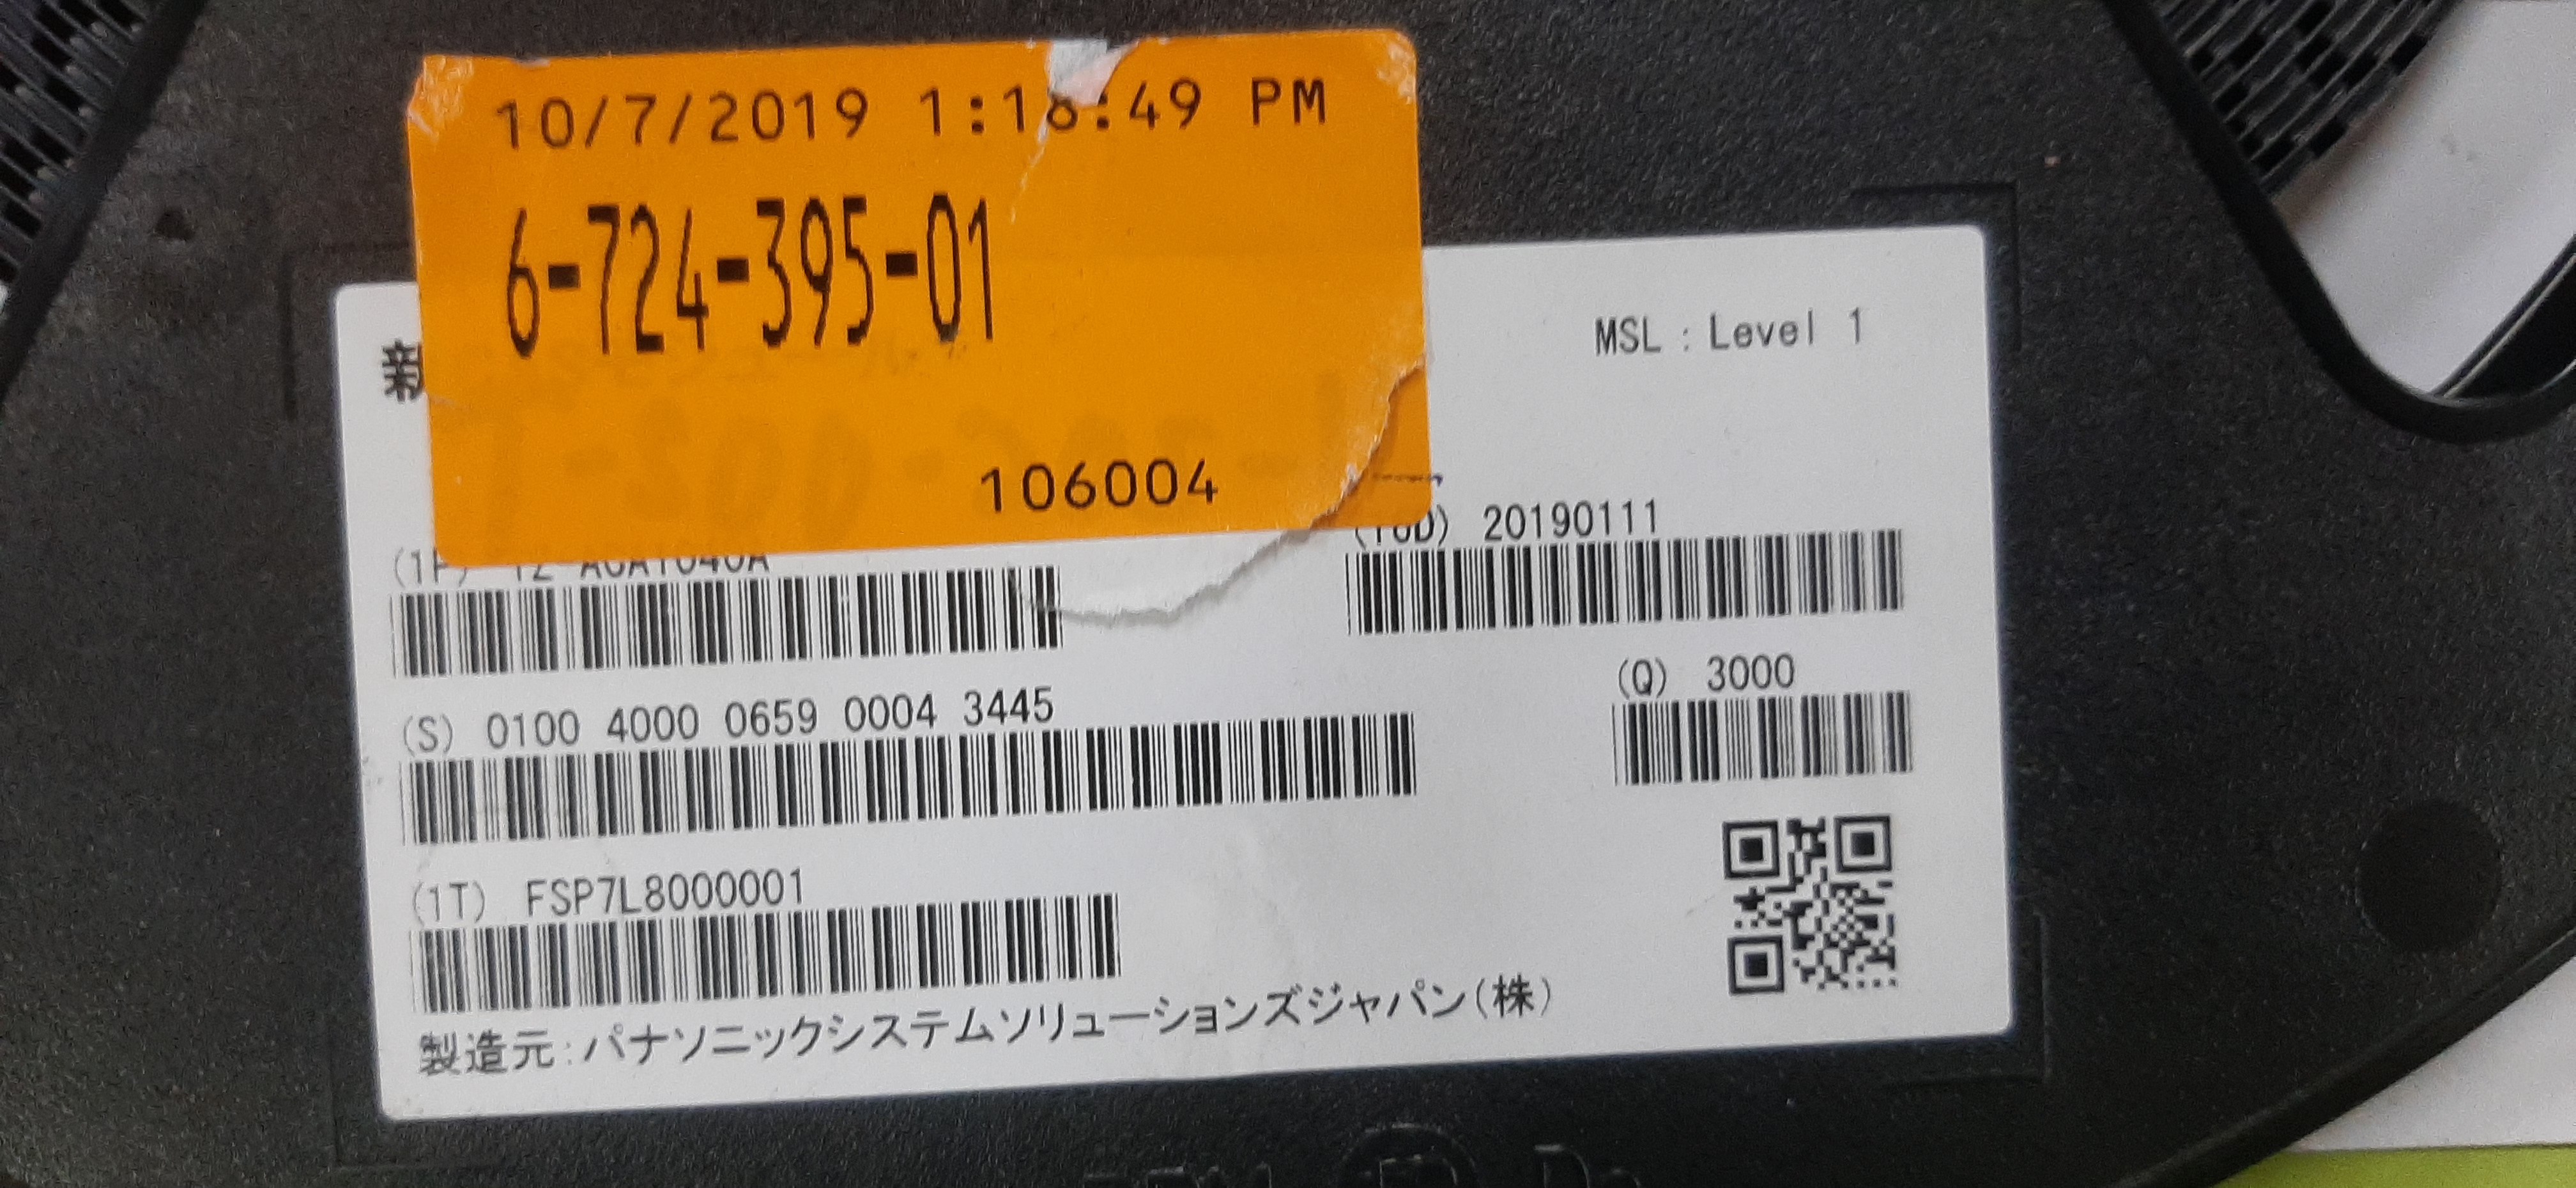 10/7/2019 1:18:49 PM
6-724-395-01
106004
新
MSL : Level 1
20190111
(S) 0100 4000 0659 0004 3445
(Q) 3000
(1T) FSP7L8000001
製造元:パナソニックシステムソリューションズジャパン(株)